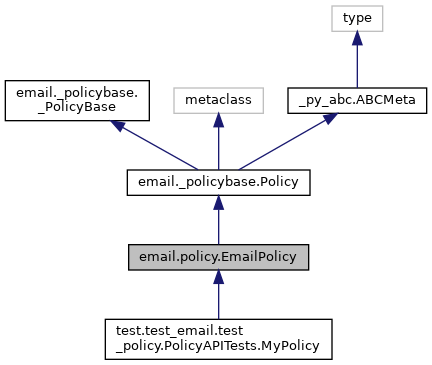 type
email._policybase.
_PolicyBase
metaclass
_py_abc.ABCMeta
email._policybase.Policy
email.policy.EmailPolicy
test.test_email.test
_policy.PolicyAPITests.MyPolicy